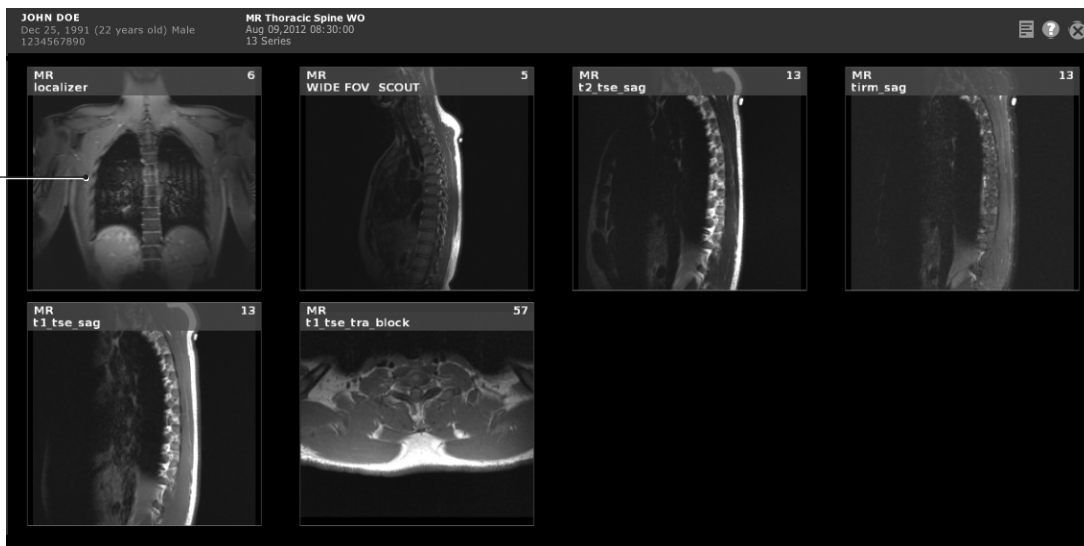 JOHN DOE
Dec 25, 1991 (22 years old) Male
1234567890
MR Thoracic Spine WO
Aug 09,2012 08:30:00
13 Series
?
MR 6
localizer
MR 5
WIDE FOV SCOUT
MR 13
t2_tse_sag
MR 13
tirm_sag
MR 13
t1_tse_sag
MR 57
t1_tse_tra_block